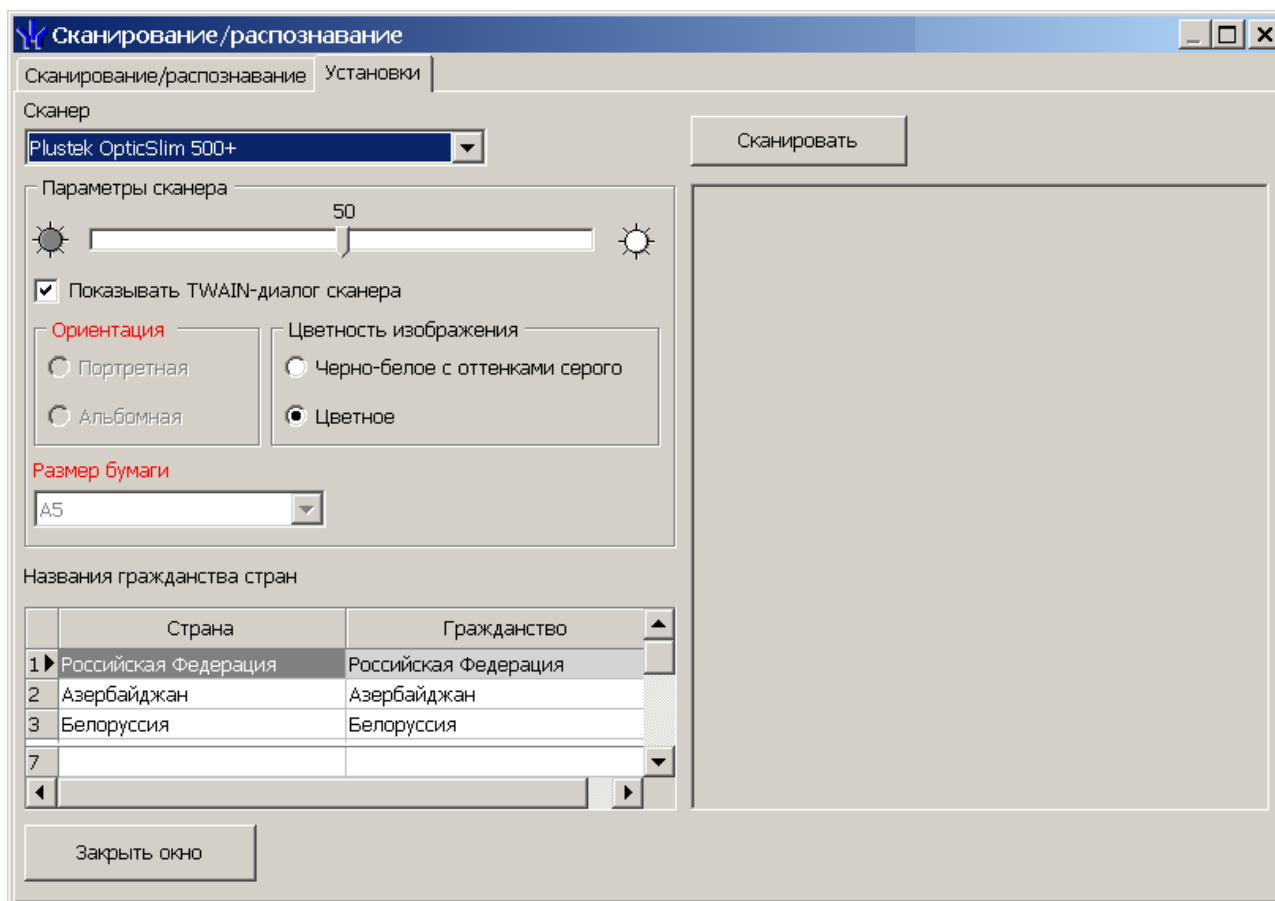 Сканирование/распознавание
Сканирование/распознавание Установки
Сканер
Plustek OpticSlim 500+
Сканировать
Параметры сканера
50
Показывать TWAIN-диалог сканера
Ориентация
Портретная
Альбомная
Цветность изображения
Черно-белое с оттенками серого
Цветное
Размер бумаги
A5
Названия гражданства стран
Страна Гражданство
1 Российская Федерация Российская Федерация
2 Азербайджан Азербайджан
3 Белоруссия Белоруссия
7
Закрыть окно